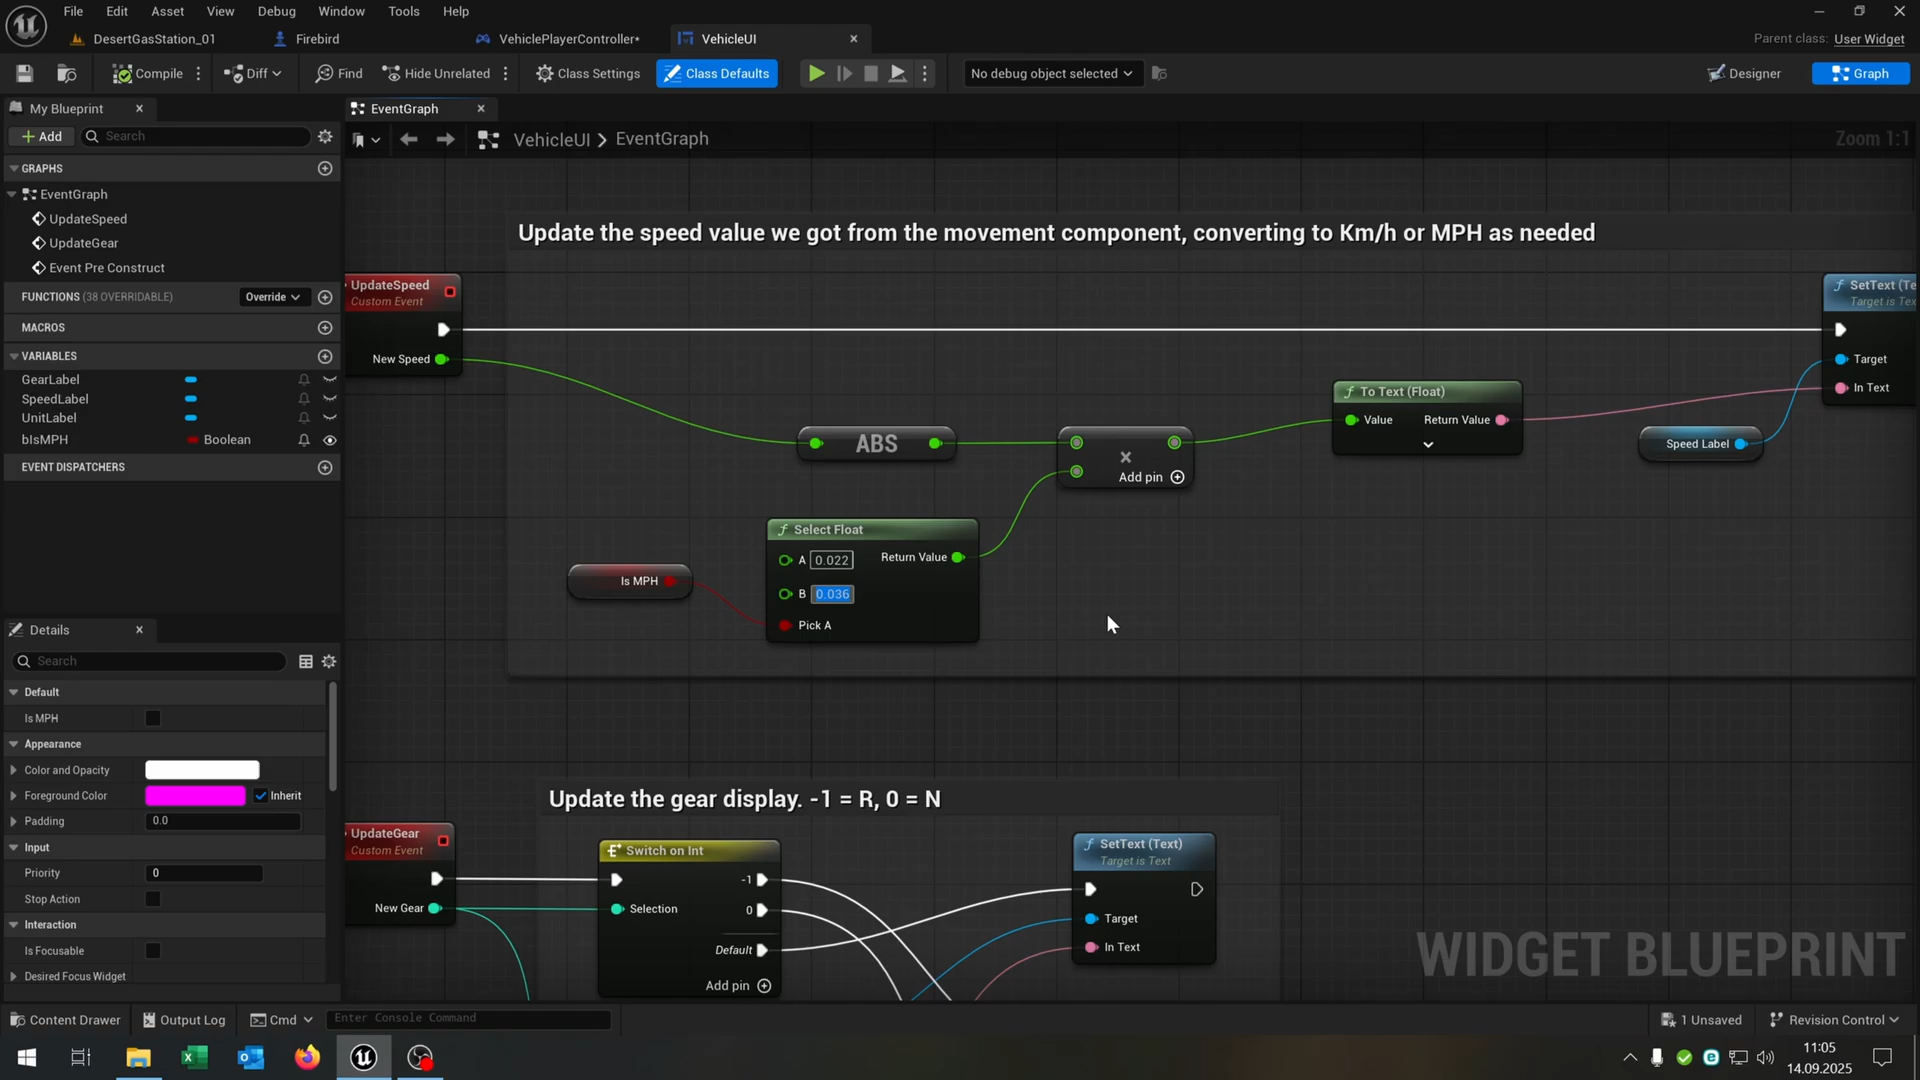 File Edit Asset View Debug Window Tools Help
DesertGasStation_01 Firebird VehiclePlayerController* VehicleUI Parent class: User Widget
Compile Diff Find Hide Unrelated Class Settings Class Defaults No debug object selected Designer Graph
My Blueprint
EventGraph
+ Add Search
VehicleUI > EventGraph Zoom 1:1
GRAPHS
EventGraph
UpdateSpeed
UpdateGear
Event Pre Construct
FUNCTIONS (38 OVERRIDABLE) Override
MACROS
VARIABLES
GearLabel
SpeedLabel
UnitLabel
bIsMPH Boolean
EVENT DISPATCHERS
Details
Search
Default
Is MPH
Appearance
Color and Opacity
Foreground Color Inherit
Padding 0.0
Input
Priority 0
Stop Action
Interaction
Is Focusable
Desired Focus Widget
Update the speed value we got from the movement component, converting to Km/h or MPH as needed
UpdateSpeed
Custom Event
New Speed
ABS
×
Add pin
f To Text (Float)
Value Return Value
f SetText (Te
Target is Tex
Target
In Text
Speed Label
f Select Float
A 0.022 Return Value
B 0.036
Pick A
Is MPH
Update the gear display. -1 = R, 0 = N
UpdateGear
Custom Event
New Gear
Switch on Int
-1
Selection 0
Default
Add pin
f SetText (Text)
Target is Text
Target
In Text
WIDGET BLUEPRINT
Content Drawer Output Log Cmd Enter Console Command 1 Unsaved Revision Control
11:05
14.09.2025